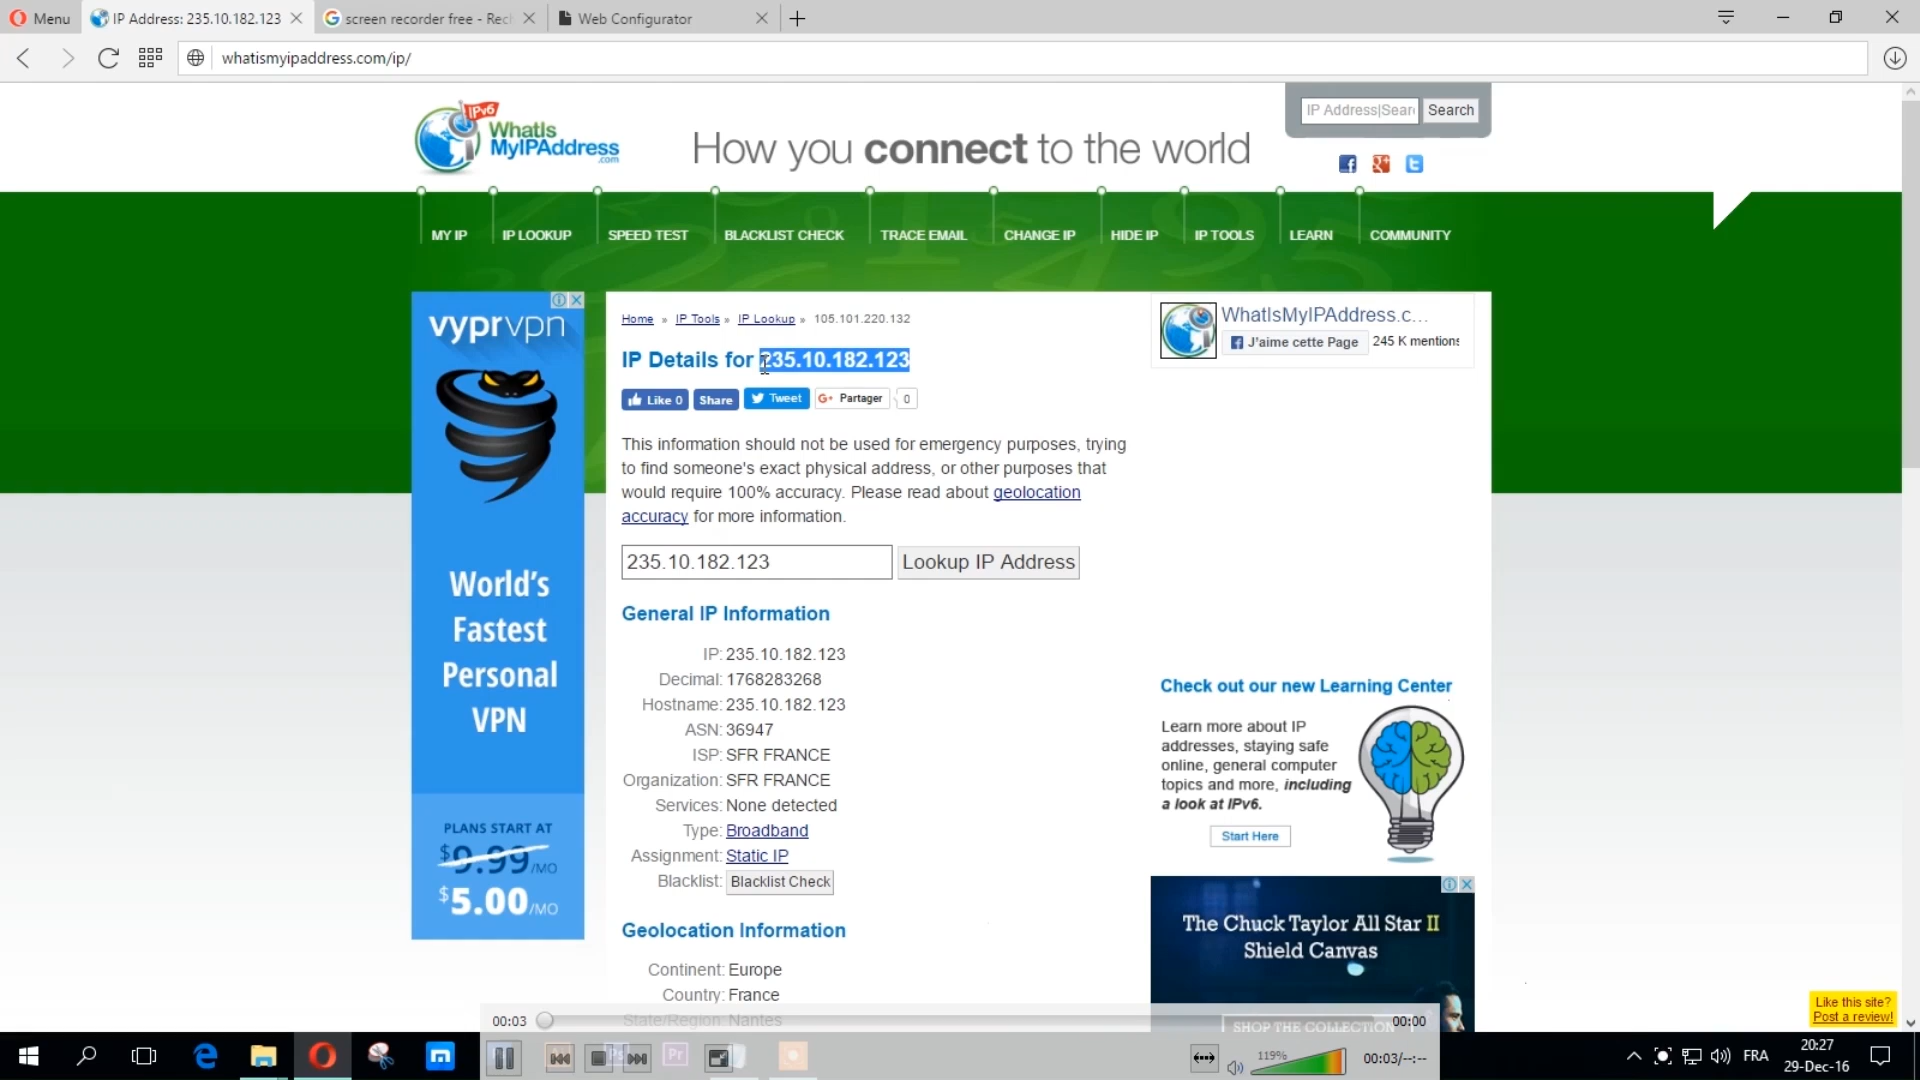 Menu
IP Address: 235.10.182.123
screen recorder free - Rech
Web Configurator
whatismyipaddress.com/ip/
IPv6
WhatIs
MyIPAddress
.com
How you connect to the world
IP Address|Sear
Search
MY IP
IP LOOKUP
SPEED TEST
BLACKLIST CHECK
TRACE EMAIL
CHANGE IP
HIDE IP
IP TOOLS
LEARN
COMMUNITY
vyprvpn
World's
Fastest
Personal
VPN
PLANS START AT
$9.99/MO
$5.00/MO
Home » IP Tools » IP Lookup » 105.101.220.132
IP Details for 235.10.182.123
Like 0
Share
Tweet
G+ Partager
0
This information should not be used for emergency purposes, trying
to find someone's exact physical address, or other purposes that
would require 100% accuracy. Please read about geolocation
accuracy for more information.
235.10.182.123
Lookup IP Address
General IP Information
IP: 235.10.182.123
Decimal: 1768283268
Hostname: 235.10.182.123
ASN: 36947
ISP: SFR FRANCE
Organization: SFR FRANCE
Services: None detected
Type: Broadband
Assignment: Static IP
Blacklist: Blacklist Check
Geolocation Information
Continent: Europe
Country: France
State/Region: Nantes
WhatIsMyIPAddress.c...
J'aime cette Page
245 K mentions
Check out our new Learning Center
Learn more about IP
addresses, staying safe
online, general computer
topics and more, including
a look at IPv6.
Start Here
The Chuck Taylor All Star II
Shield Canvas
SHOP THE COLLECTION
Like this site?
Post a review!
00:03
00:00
Pr
119%
00:03/--:--
FRA
20:27
29-Dec-16